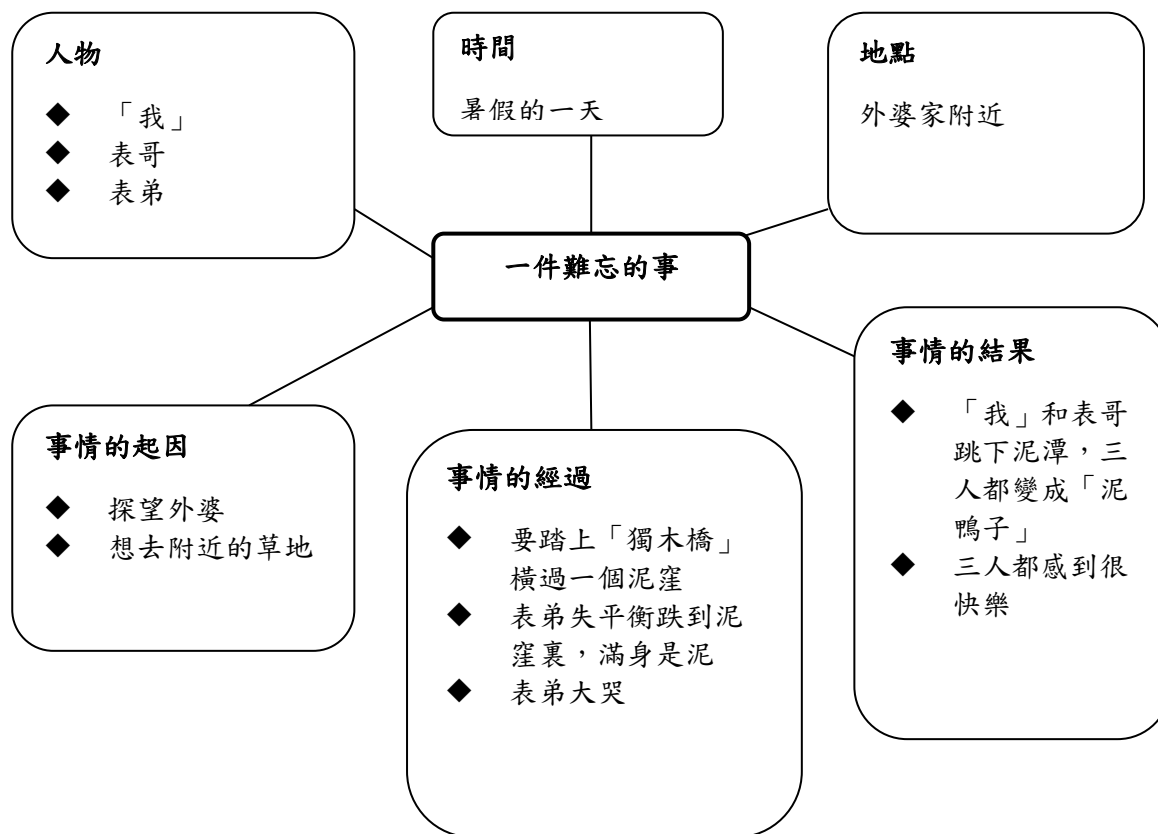 人物
◆ 「我」
◆ 表哥
◆ 表弟
時間
暑假的一天
地點
外婆家附近
一件難忘的事
事情的起因
◆ 探望外婆
◆ 想去附近的草地
事情的經過
◆ 要踏上「獨木橋」
橫過一個泥窪
◆ 表弟失平衡跌到泥
窪裏，滿身是泥
◆ 表弟大哭
事情的結果
◆ 「我」和表哥
跳下泥潭，三
人都變成「泥
鴨子」
◆ 三人都感到很
快樂